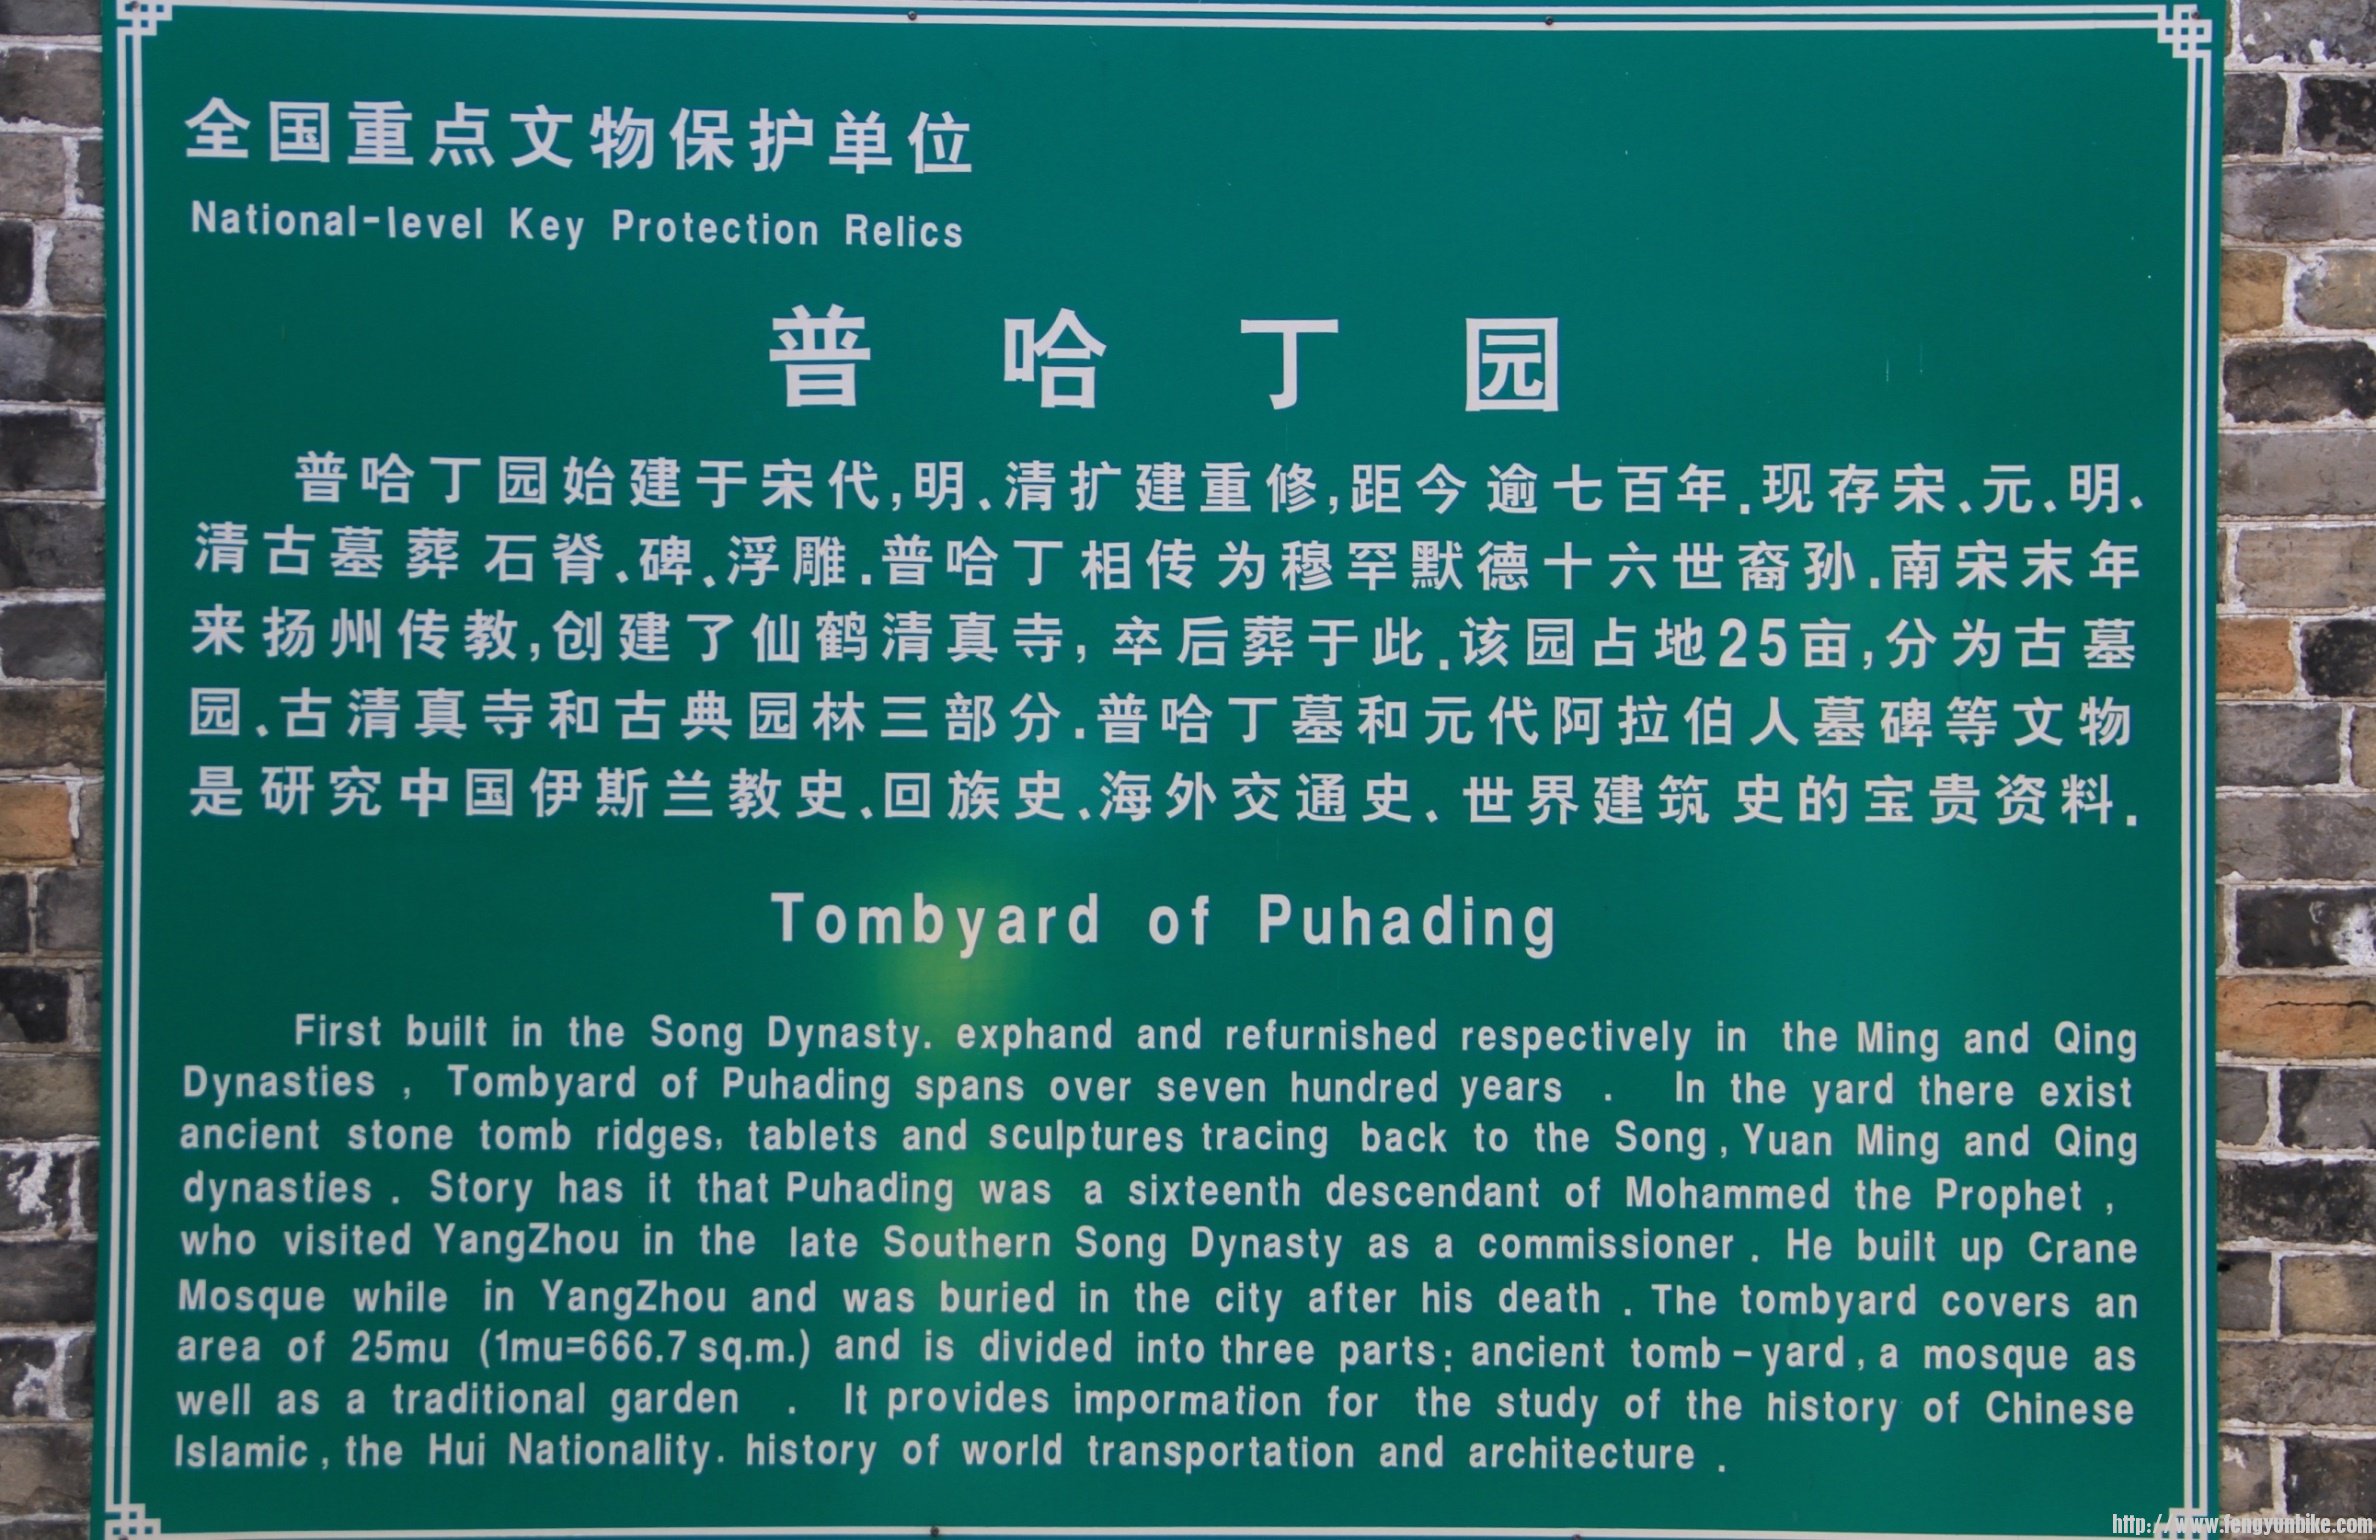 全国重点文物保护单位
National-level Key Protection Relics
普哈丁园
普哈丁园始建于宋代,明、清扩建重修,距今逾七百年.现存宋、元、明、
清古墓葬石脊、碑、浮雕.普哈丁相传为穆罕默德十六世裔孙.南宋末年
来扬州传教,创建了仙鹤清真寺,卒后葬于此.该园占地25亩,分为古墓
园、古清真寺和古典园林三部分.普哈丁墓和元代阿拉伯人墓碑等文物
是研究中国伊斯兰教史、回族史、海外交通史、世界建筑史的宝贵资料.
Tombyard of Puhading
First built in the Song Dynasty. exphand and refurnished respectively in the Ming and Qing
Dynasties , Tombyard of Puhading spans over seven hundred years . In the yard there exist
ancient stone tomb ridges, tablets and sculptures tracing back to the Song, Yuan Ming and Qing
dynasties . Story has it that Puhading was a sixteenth descendant of Mohammed the Prophet ,
who visited YangZhou in the late Southern Song Dynasty as a commissioner . He built up Crane
Mosque while in YangZhou and was buried in the city after his death . The tombyard covers an
area of 25mu (1mu=666.7 sq.m.) and is divided into three parts: ancient tomb-yard, a mosque as
well as a traditional garden . It provides impormation for the study of the history of Chinese
Islamic, the Hui Nationality. history of world transportation and architecture .
http://www.fengyunbike.com